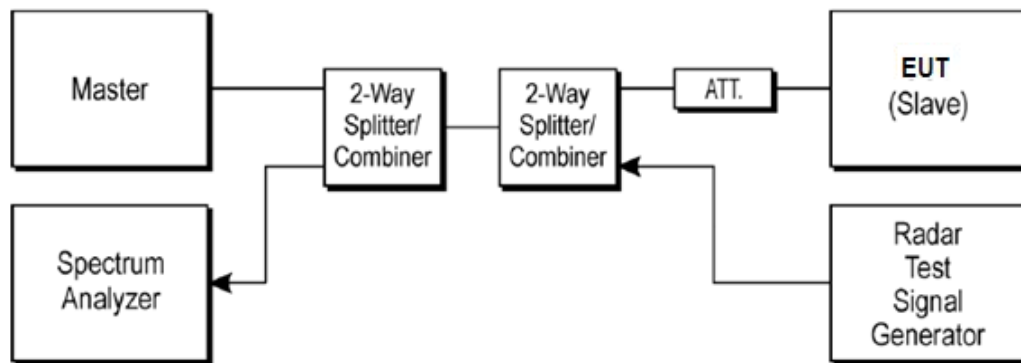 Master
2-Way
Splitter/
Combiner
2-Way
Splitter/
Combiner
ATT.
EUT
(Slave)
Spectrum
Analyzer
Radar
Test
Signal
Generator